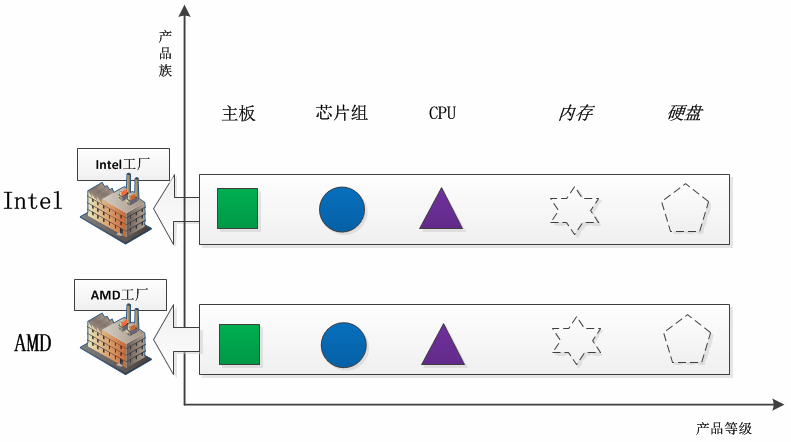 产品族
主板 芯片组 CPU 内存 硬盘
Intel工厂
Intel
AMD工厂
AMD
产品等级